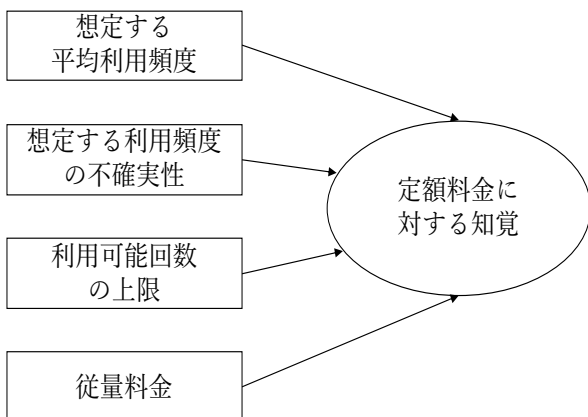 想定する
平均利用頻度
想定する利用頻度
の不確実性
定額料金に
対する知覚
利用可能回数
の上限
従量料金